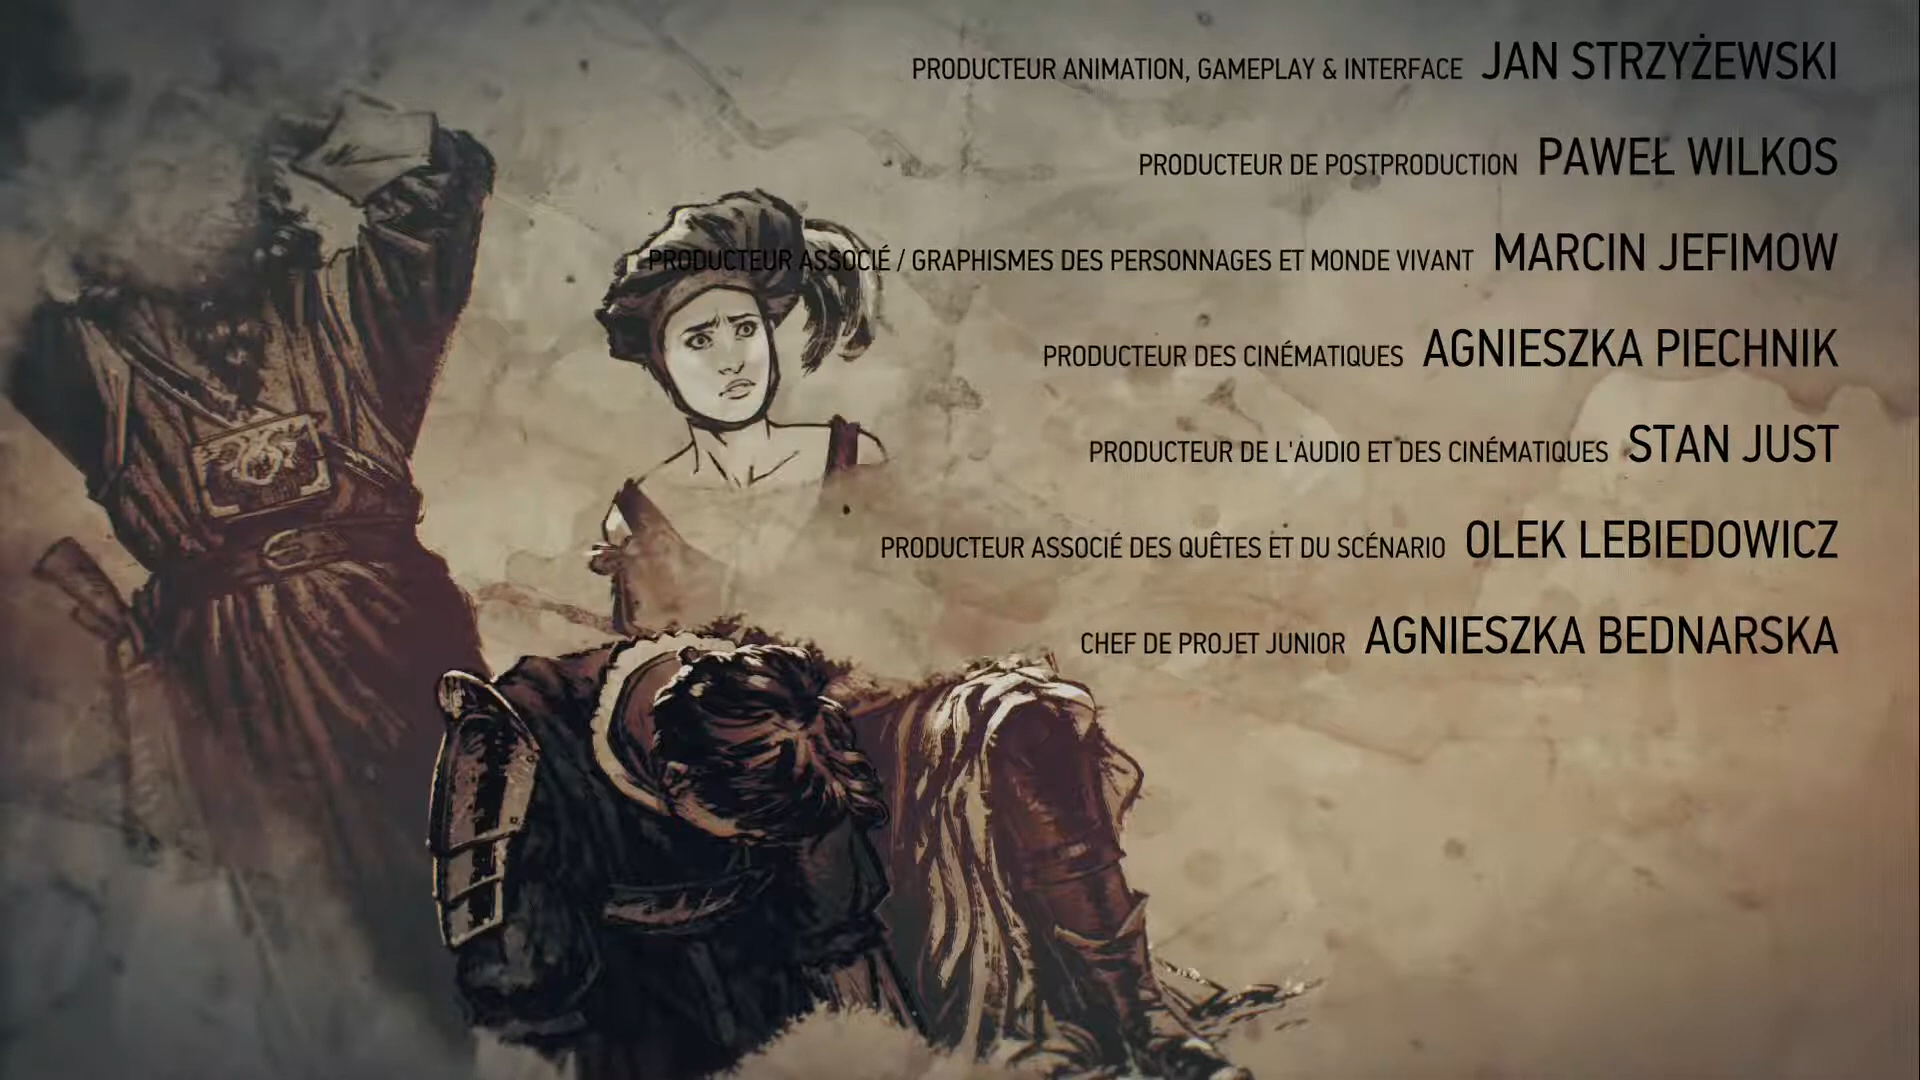 PRODUCTEUR ANIMATION, GAMEPLAY & INTERFACE JAN STRZYŻEWSKI
PRODUCTEUR DE POSTPRODUCTION PAWEŁ WILKOS
PRODUCTEUR ASSOCIÉ / GRAPHISMES DES PERSONNAGES ET MONDE VIVANT MARCIN JEFIMOW
PRODUCTEUR DES CINÉMATIQUES AGNIESZKA PIECHNIK
PRODUCTEUR DE L'AUDIO ET DES CINÉMATIQUES STAN JUST
PRODUCTEUR ASSOCIÉ DES QUÊTES ET DU SCÉNARIO OLEK LEBIEDOWICZ
CHEF DE PROJET JUNIOR AGNIESZKA BEDNARSKA